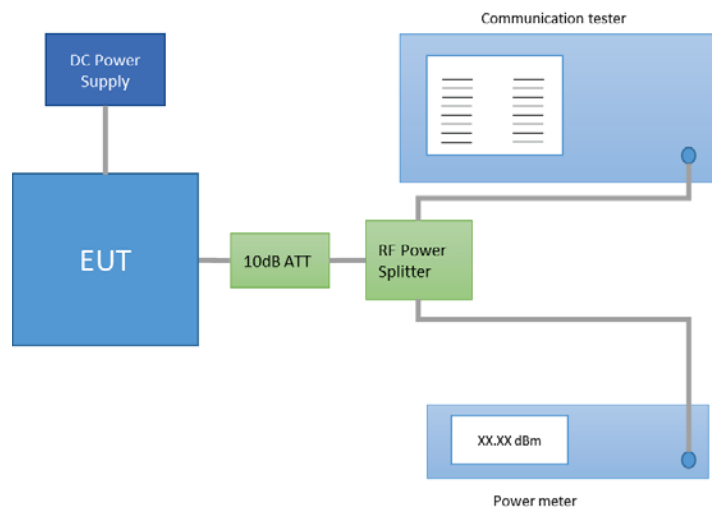 Communication tester
DC Power
Supply
EUT
10dB ATT
RF Power
Splitter
XX.XX dBm
Power meter